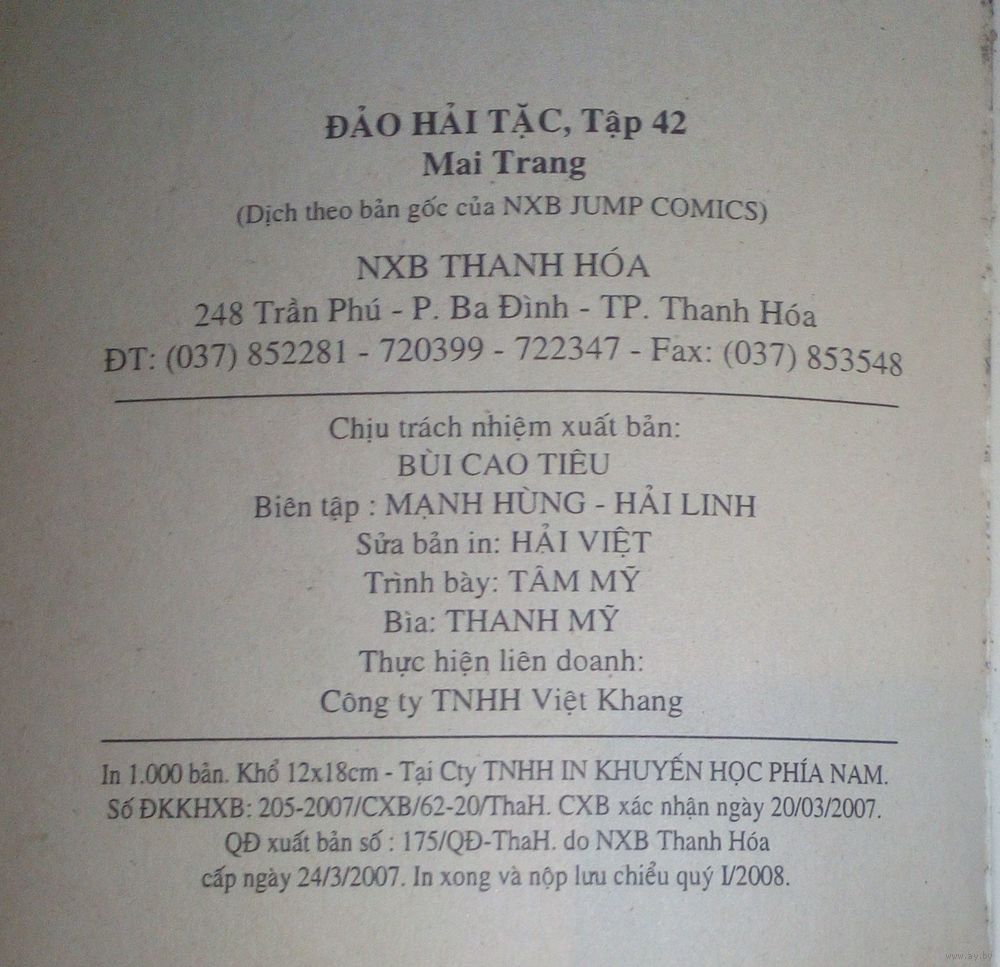 ĐẢO HẢI TẶC, Tập 42
Mai Trang
(Dịch theo bản gốc của NXB JUMP COMICS)
NXB THANH HÓA
248 Trần Phú - P. Ba Đình - TP. Thanh Hóa
ĐT: (037) 852281 - 720399 - 722347 - Fax: (037) 853548
Chịu trách nhiệm xuất bản:
BÙI CAO TIÊU
Biên tập : MẠNH HÙNG - HẢI LINH
Sửa bản in: HẢI VIỆT
Trình bày: TÂM MỸ
Bìa: THANH MỸ
Thực hiện liên doanh:
Công ty TNHH Việt Khang
In 1.000 bản. Khổ 12x18cm - Tại Cty TNHH IN KHUYẾN HỌC PHÍA NAM.
Số ĐKKHXB: 205-2007/CXB/62-20/ThaH. CXB xác nhận ngày 20/03/2007.
QĐ xuất bản số : 175/QĐ-ThaH. do NXB Thanh Hóa
cấp ngày 24/3/2007. In xong và nộp lưu chiểu quý I/2008.
www.ay.by